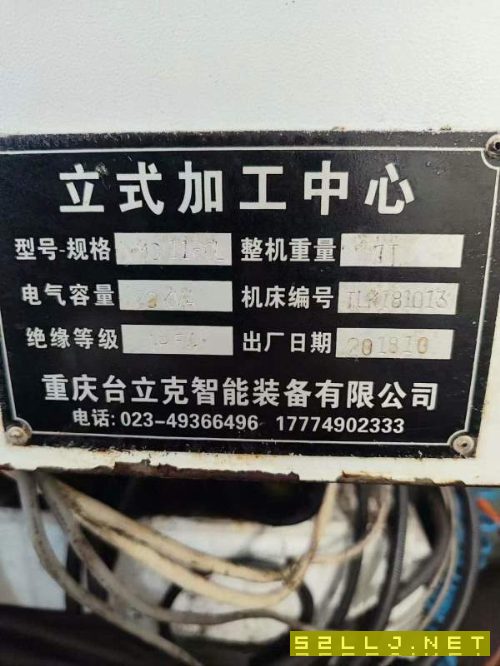 立式加工中心
型号·规格 整机重量 7T
电气容量 机床编号 TLK181013
绝缘等级 出厂日期 201810
重庆台立克智能装备有限公司
电话:023-49366496 17774902333
52LLJ.NET